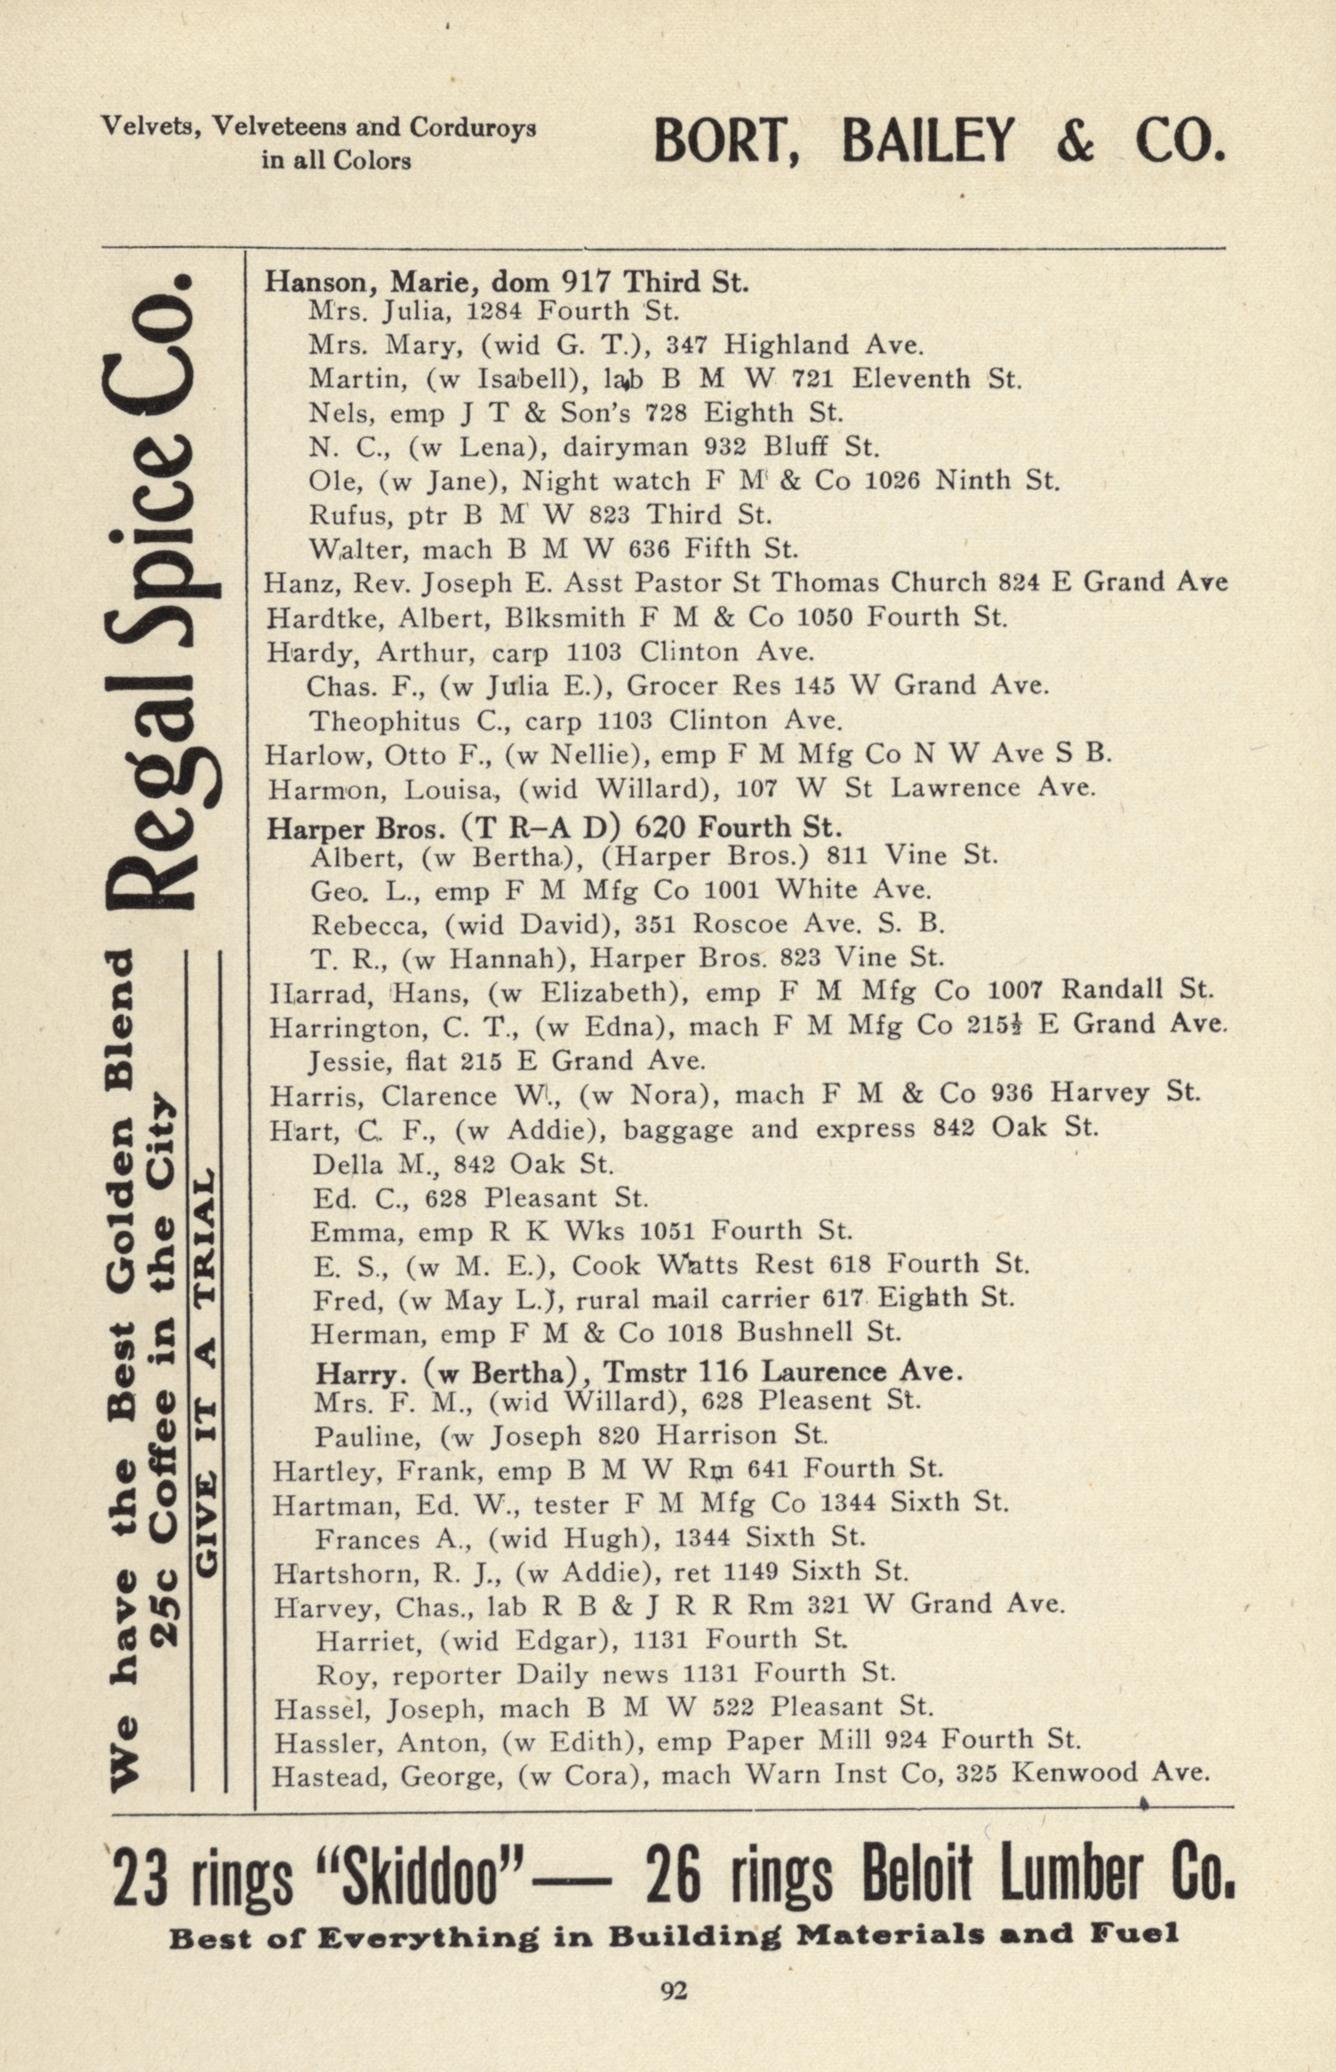 Velvets, Velveteens and Corduroys
in all Colors
BORT, BAILEY & CO.
Regal Spice Co.
We have the Best Golden Blend
25c Coffee in the City
GIVE IT A TRIAL
Hanson, Marie, dom 917 Third St.
Mrs. Julia, 1284 Fourth St.
Mrs. Mary, (wid G. T.), 347 Highland Ave.
Martin, (w Isabell), lab B M W 721 Eleventh St.
Nels, emp J T & Son's 728 Eighth St.
N. C., (w Lena), dairyman 932 Bluff St.
Ole, (w Jane), Night watch F M & Co 1026 Ninth St.
Rufus, ptr B M W 823 Third St.
Walter, mach B M W 636 Fifth St.
Hanz, Rev. Joseph E. Asst Pastor St Thomas Church 824 E Grand Ave
Hardtke, Albert, Blksmith F M & Co 1050 Fourth St.
Hardy, Arthur, carp 1103 Clinton Ave.
Chas. F., (w Julia E.), Grocer Res 145 W Grand Ave.
Theophitus C., carp 1103 Clinton Ave.
Harlow, Otto F., (w Nellie), emp F M Mfg Co N W Ave S B.
Harmon, Louisa, (wid Willard), 107 W St Lawrence Ave.
Harper Bros. (T R–A D) 620 Fourth St.
Albert, (w Bertha), (Harper Bros.) 811 Vine St.
Geo. L., emp F M Mfg Co 1001 White Ave.
Rebecca, (wid David), 351 Roscoe Ave. S. B.
T. R., (w Hannah), Harper Bros. 823 Vine St.
Harrad, Hans, (w Elizabeth), emp F M Mfg Co 1007 Randall St.
Harrington, C. T., (w Edna), mach F M Mfg Co 215½ E Grand Ave.
Jessie, flat 215 E Grand Ave.
Harris, Clarence W., (w Nora), mach F M & Co 936 Harvey St.
Hart, C. F., (w Addie), baggage and express 842 Oak St.
Della M., 842 Oak St.
Ed. C., 628 Pleasant St.
Emma, emp R K Wks 1051 Fourth St.
E. S., (w M. E.), Cook Watts Rest 618 Fourth St.
Fred, (w May L.), rural mail carrier 617 Eighth St.
Herman, emp F M & Co 1018 Bushnell St.
Harry. (w Bertha), Tmstr 116 Laurence Ave.
Mrs. F. M., (wid Willard), 628 Pleasent St.
Pauline, (w Joseph 820 Harrison St.
Hartley, Frank, emp B M W Rm 641 Fourth St.
Hartman, Ed. W., tester F M Mfg Co 1344 Sixth St.
Frances A., (wid Hugh), 1344 Sixth St.
Hartshorn, R. J., (w Addie), ret 1149 Sixth St.
Harvey, Chas., lab R B & J R R Rm 321 W Grand Ave.
Harriet, (wid Edgar), 1131 Fourth St.
Roy, reporter Daily news 1131 Fourth St.
Hassel, Joseph, mach B M W 522 Pleasant St.
Hassler, Anton, (w Edith), emp Paper Mill 924 Fourth St.
Hastead, George, (w Cora), mach Warn Inst Co, 325 Kenwood Ave.
23 rings "Skiddoo"— 26 rings Beloit Lumber Co.
Best of Everything in Building Materials and Fuel
92